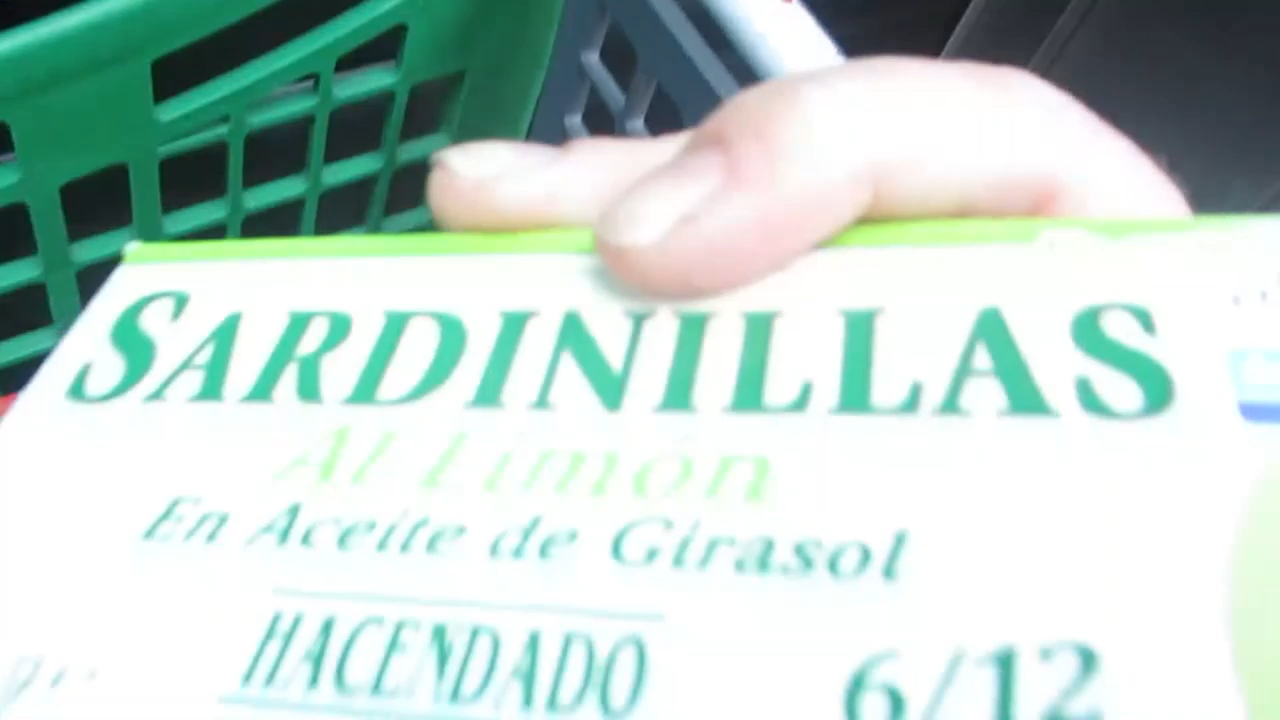 SARDINILLAS
Al Limón
En Aceite de Girasol
HACENDADO
6/12